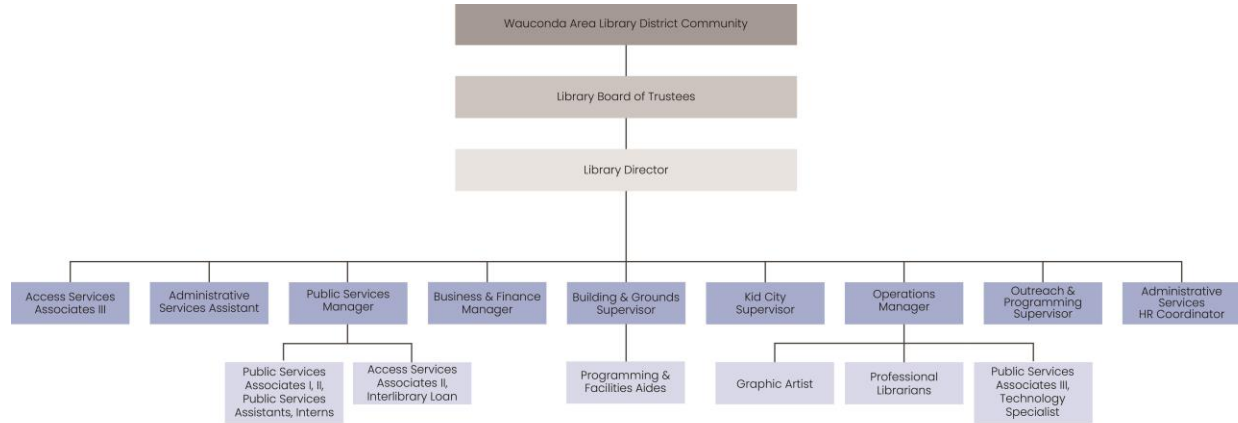 Wauconda Area Library District Community
Library Board of Trustees
Library Director
Access Services
Associates III
Administrative
Services Assistant
Public Services
Manager
Business & Finance
Manager
Building & Grounds
Supervisor
Kid City
Supervisor
Operations
Manager
Outreach &
Programming
Supervisor
Administrative
Services
HR Coordinator
Public Services
Associates I, II,
Public Services
Assistants, Interns
Access Services
Associates II,
Interlibrary Loan
Programming &
Facilities Aides
Graphic Artist
Professional
Librarians
Public Services
Associates III,
Technology
Specialist